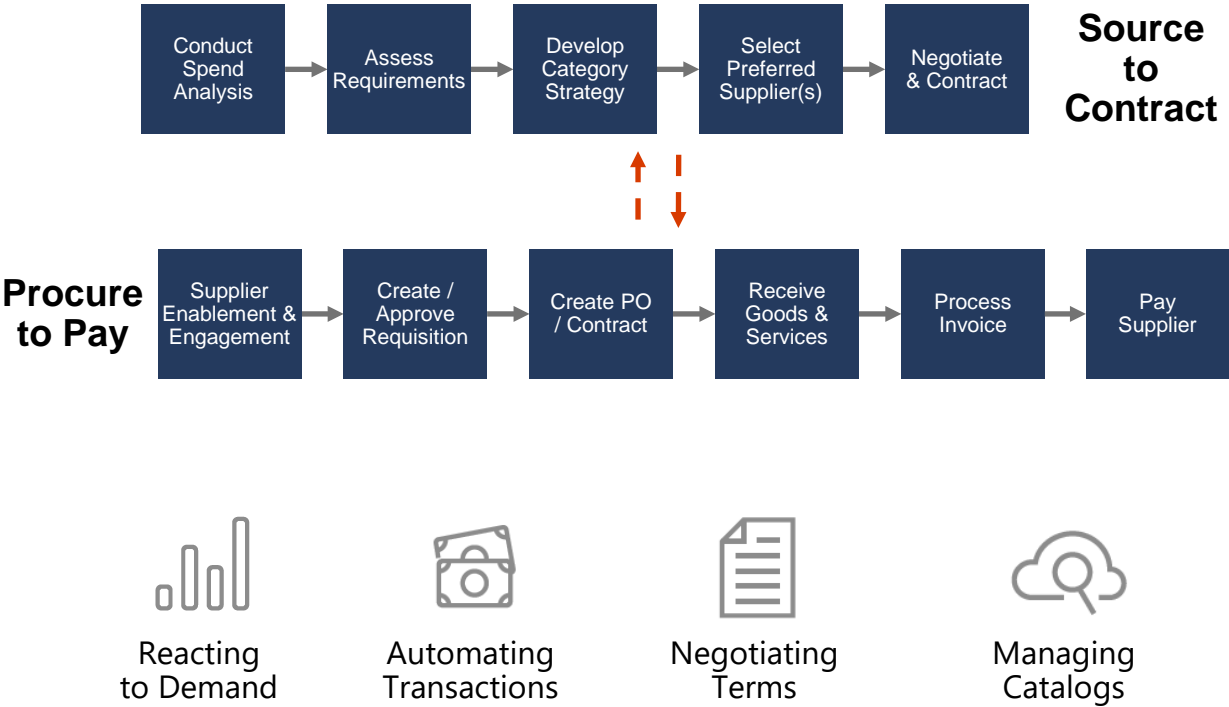 Conduct
Spend
Analysis
Assess
Requirements
Develop
Category
Strategy
Select
Preferred
Supplier(s)
Negotiate
& Contract
Source
to
Contract
Procure
to Pay
Supplier
Enablement &
Engagement
Create /
Approve
Requisition
Create PO
/ Contract
Receive
Goods &
Services
Process
Invoice
Pay
Supplier
Reacting
to Demand
Automating
Transactions
Negotiating
Terms
Managing
Catalogs